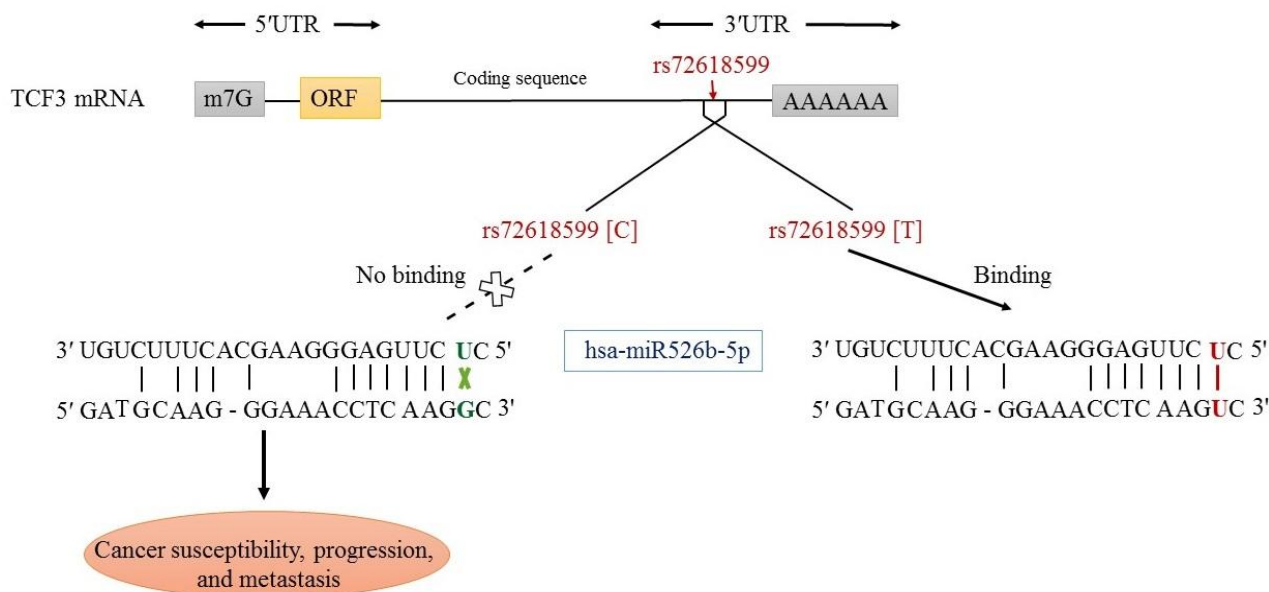 5′UTR
3′UTR
rs72618599
Coding sequence
TCF3 mRNA
m7G
ORF
AAAAAA
rs72618599 [C]
rs72618599 [T]
No binding
Binding
3′ UGUCUUUCACGAAGGGAGUUC UC 5'
hsa-miR526b-5p
3′ UGUCUUUCACGAAGGGAGUUC UC 5'
5′ GATGCAAG - GGAAACCTC AAGGC 3'
5′ GATGCAAG - GGAAACCTC AAGUC 3'
Cancer susceptibility, progression,
and metastasis